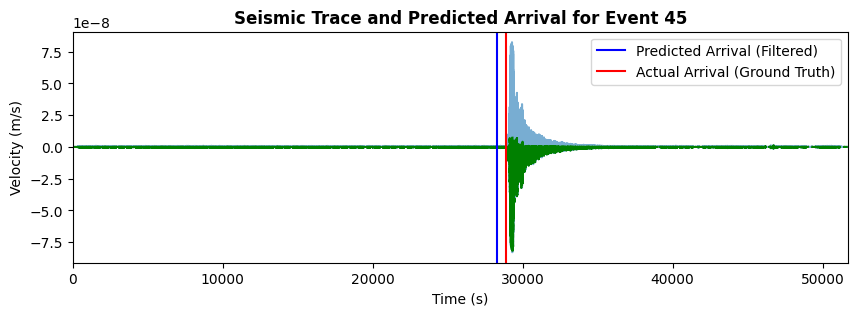 Seismic Trace and Predicted Arrival for Event 45
1e−8
Predicted Arrival (Filtered)
Actual Arrival (Ground Truth)
7.5
5.0
2.5
0.0
−2.5
−5.0
−7.5
Velocity (m/s)
0 10000 20000 30000 40000 50000
Time (s)